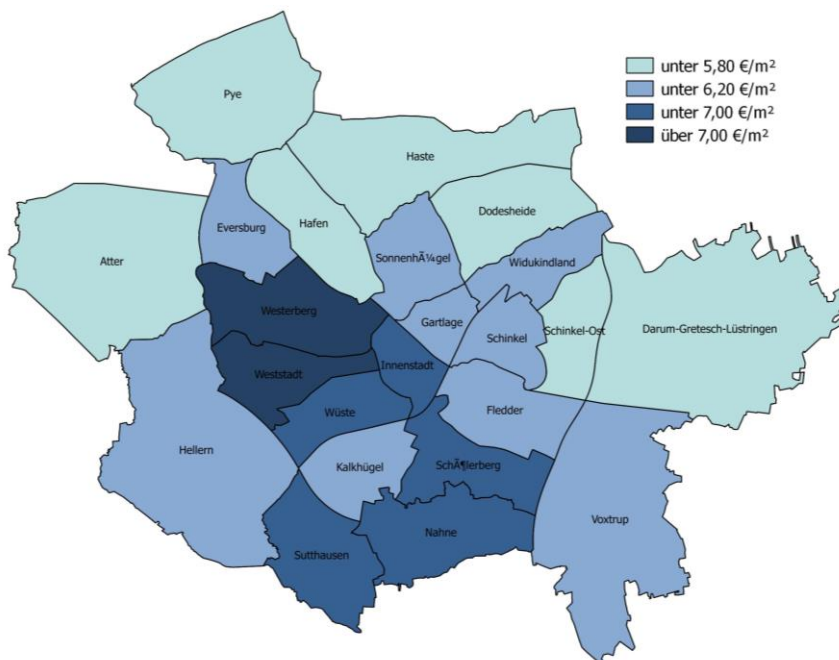 unter 5,80 €/m²
unter 6,20 €/m²
unter 7,00 €/m²
über 7,00 €/m²
Pye
Haste
Hafen
Dodesheide
Eversburg
SonnenhÃ¼gel
Widukindland
Atter
Westerberg
Gartlage
Schinkel
Schinkel-Ost
Darum-Gretesch-Lüstringen
Innenstadt
Weststadt
Wüste
Fledder
Hellern
Kalkhügel
SchÃ¶lerberg
Voxtrup
Nahne
Sutthausen